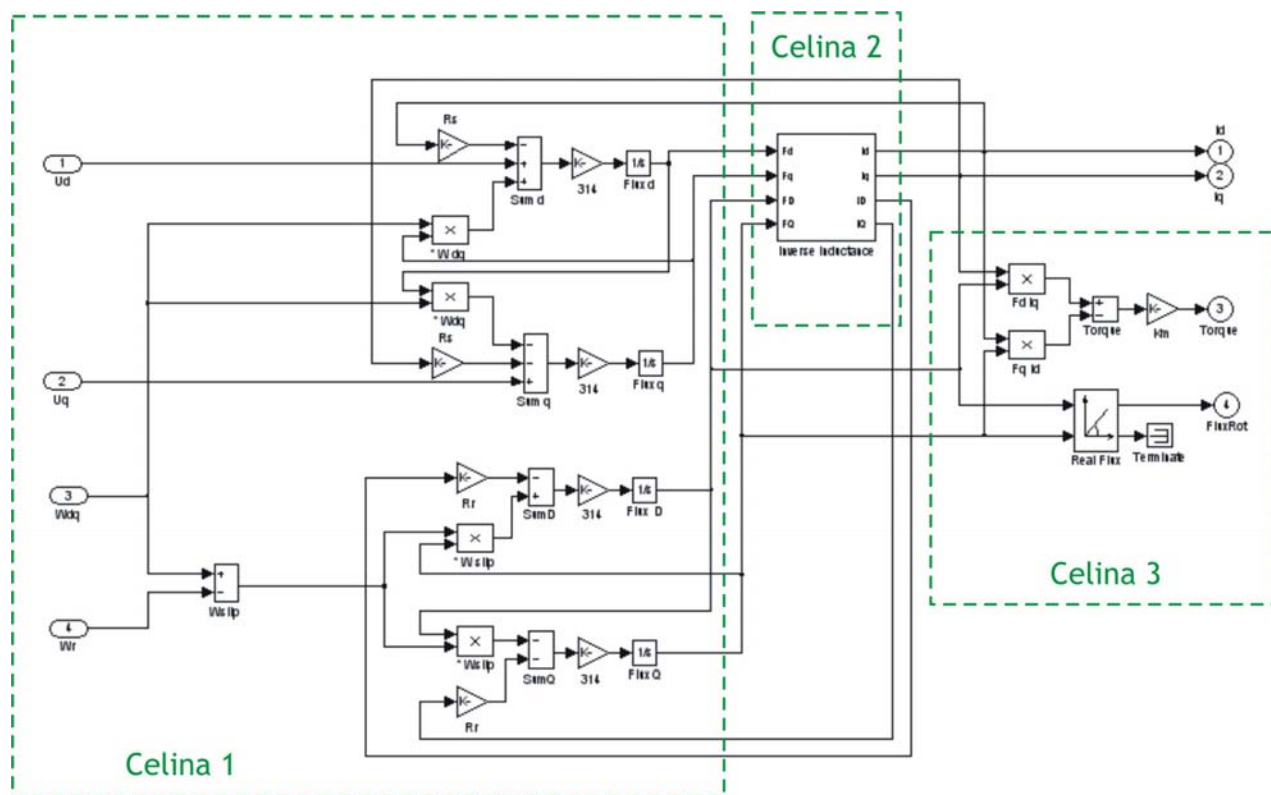 Celina 2
Rs
K-
-
+
+
Sum d
K-
314
1/s
Flux d
1
Ud
×
* Wdq
×
* Wdq
Rs
K-
-
-
+
Sum q
K-
314
1/s
Flux q
2
Uq
Fd
Fq
FD
FQ
Id
Iq
ID
IQ
Inverse Inductance
Id
1
2
Iq
×
Fd Iq
×
Fq Id
+
-
Torque
K-
Km
3
Torque
Real Flux
Terminate
4
FluxRot
Celina 3
3
Wdq
K-
Rr
-
+
SumD
K-
314
1/s
Flux D
×
* Wslip
+
-
Wslip
4
Wr
×
* Wslip
-
-
SumQ
K-
314
1/s
Flux Q
K-
Rr
Celina 1